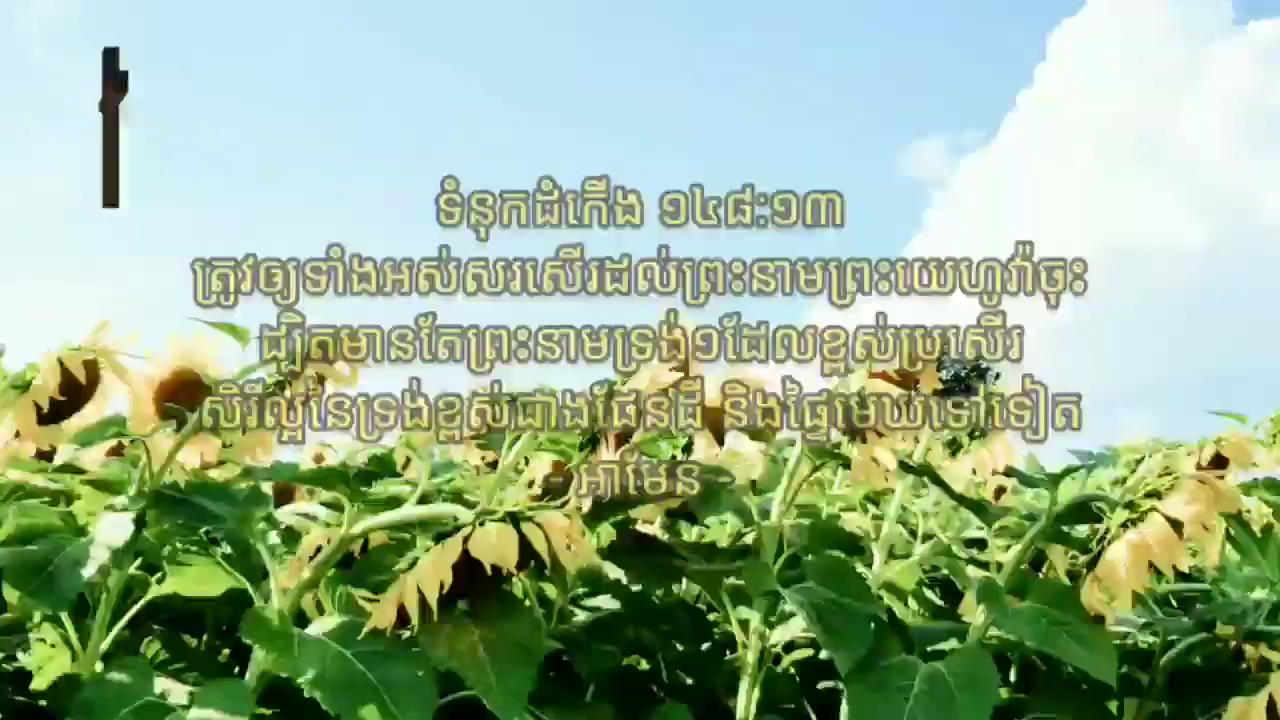 ទំនុកដំកើង ១៤៨:១៣
ត្រូវឲ្យទាំងអស់សរសើរដល់ព្រះនាមព្រះយេហូវ៉ាចុះ
ដ្បិតមានតែព្រះនាមទ្រង់១ដែលខ្ពស់ប្រសើរ
សិរីល្អនៃទ្រង់ខ្ពស់ជាងផែនដី និងផ្ទៃមេឃទៅទៀត
អាម៉ែន